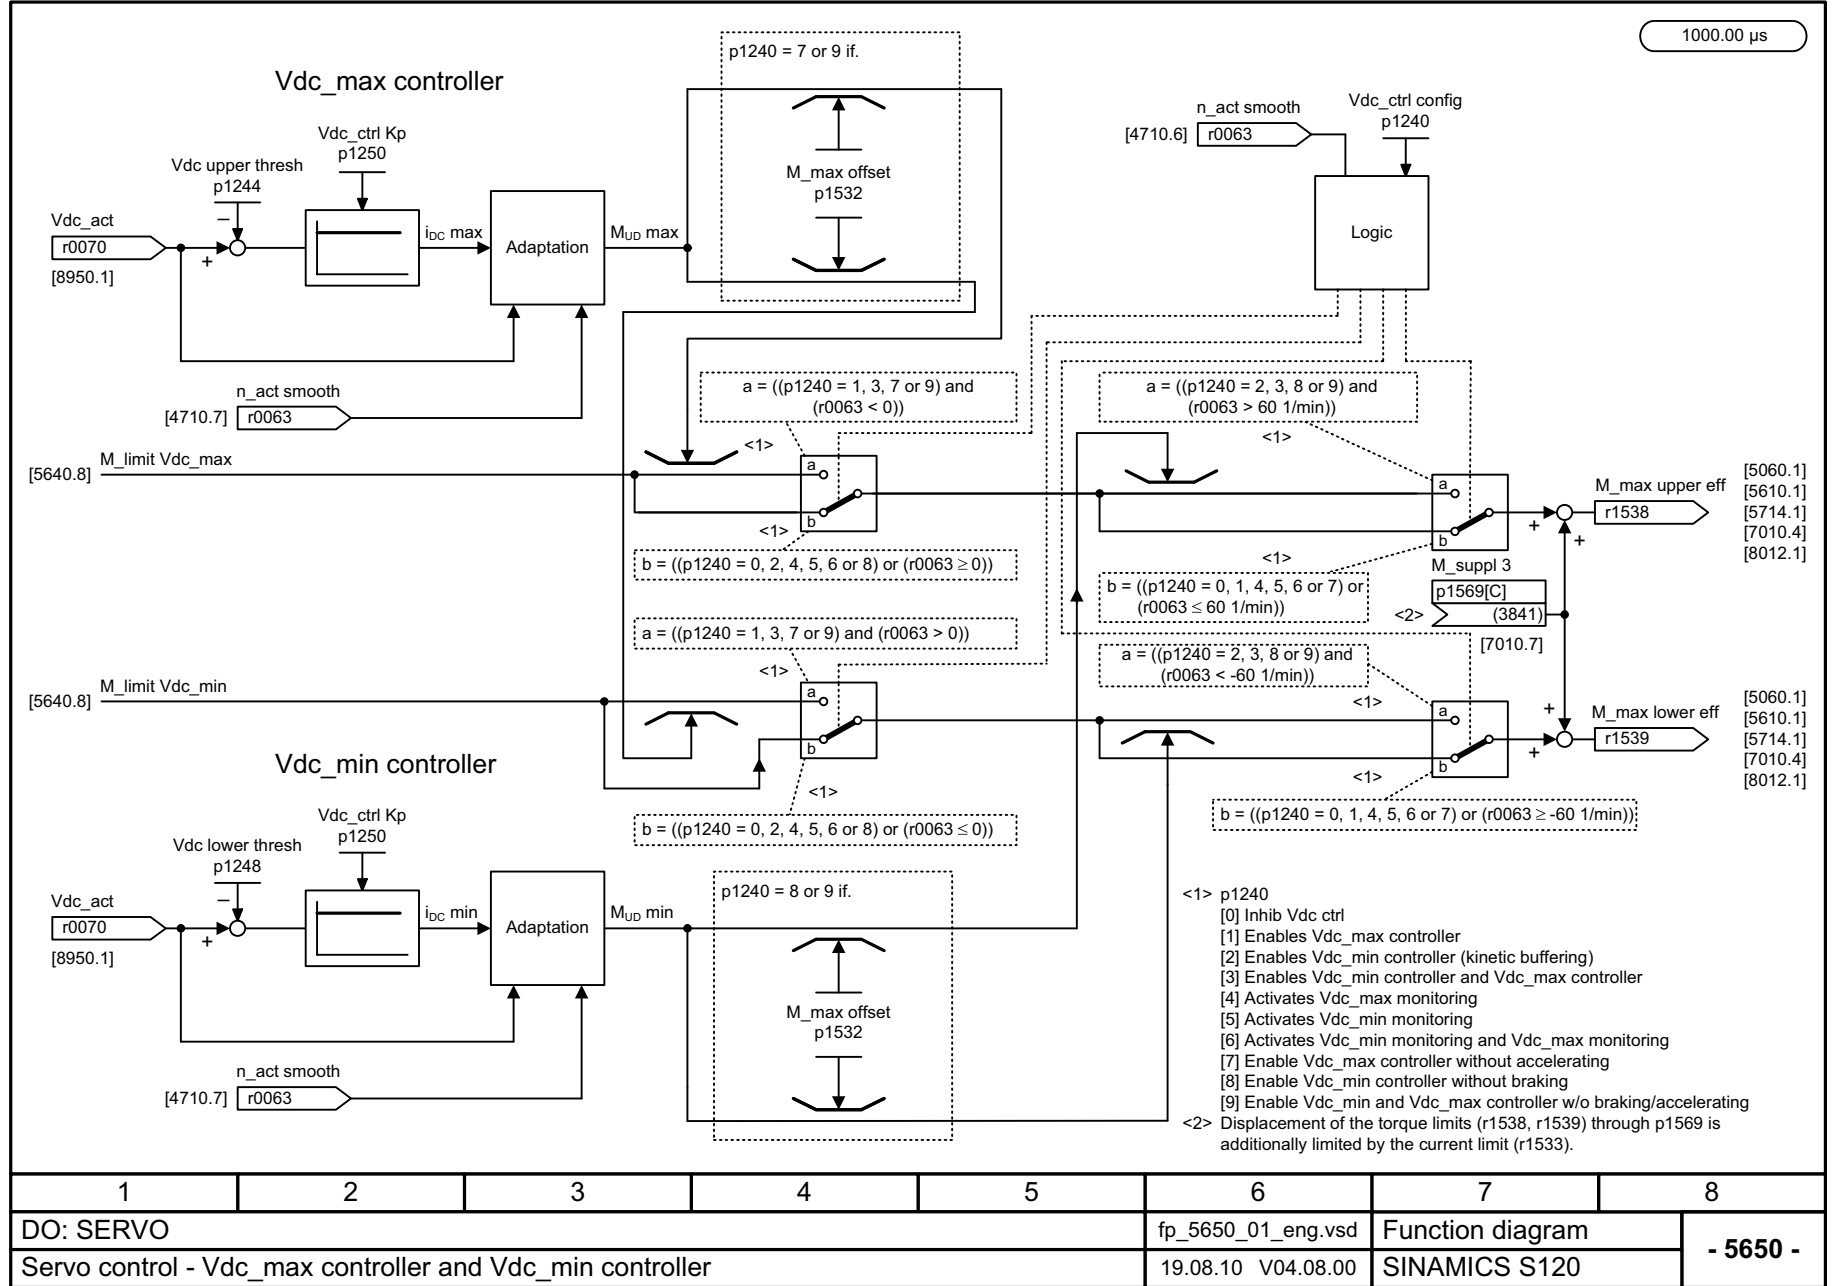 1000.00 µs
p1240 = 7 or 9 if.
Vdc_max controller
Vdc_ctrl Kp
p1250
Vdc upper thresh
p1244
–
Vdc_act
r0070
[8950.1]
+
i_DC max
Adaptation
M_UD max
M_max offset
p1532
n_act smooth
[4710.7]
r0063
n_act smooth
[4710.6]
r0063
Vdc_ctrl config
p1240
Logic
a = ((p1240 = 1, 3, 7 or 9) and
(r0063 < 0))
<1>
a = ((p1240 = 2, 3, 8 or 9) and
(r0063 > 60 1/min))
<1>
[5640.8]
M_limit Vdc_max
a
b
<1>
b = ((p1240 = 0, 2, 4, 5, 6 or 8) or (r0063 ≥ 0))
a
b
<1>
b = ((p1240 = 0, 1, 4, 5, 6 or 7) or
(r0063 ≤ 60 1/min))
+
+
M_max upper eff
r1538
[5060.1]
[5610.1]
[5714.1]
[7010.4]
[8012.1]
M_suppl 3
p1569[C]
<2>
(3841)
[7010.7]
a = ((p1240 = 1, 3, 7 or 9) and (r0063 > 0))
<1>
a = ((p1240 = 2, 3, 8 or 9) and
(r0063 < -60 1/min))
<1>
[5640.8]
M_limit Vdc_min
a
b
<1>
b = ((p1240 = 0, 2, 4, 5, 6 or 8) or (r0063 ≤ 0))
a
b
<1>
b = ((p1240 = 0, 1, 4, 5, 6 or 7) or (r0063 ≥ -60 1/min))
+
+
M_max lower eff
r1539
[5060.1]
[5610.1]
[5714.1]
[7010.4]
[8012.1]
Vdc_min controller
Vdc_ctrl Kp
p1250
Vdc lower thresh
p1248
–
Vdc_act
r0070
[8950.1]
+
i_DC min
Adaptation
M_UD min
p1240 = 8 or 9 if.
M_max offset
p1532
n_act smooth
[4710.7]
r0063
<1> p1240
[0] Inhib Vdc ctrl
[1] Enables Vdc_max controller
[2] Enables Vdc_min controller (kinetic buffering)
[3] Enables Vdc_min controller and Vdc_max controller
[4] Activates Vdc_max monitoring
[5] Activates Vdc_min monitoring
[6] Activates Vdc_min monitoring and Vdc_max monitoring
[7] Enable Vdc_max controller without accelerating
[8] Enable Vdc_min controller without braking
[9] Enable Vdc_min and Vdc_max controller w/o braking/accelerating
<2> Displacement of the torque limits (r1538, r1539) through p1569 is
additionally limited by the current limit (r1533).
1 2 3 4 5 6 7 8
DO: SERVO
fp_5650_01_eng.vsd
Function diagram
- 5650 -
Servo control - Vdc_max controller and Vdc_min controller
19.08.10 V04.08.00
SINAMICS S120